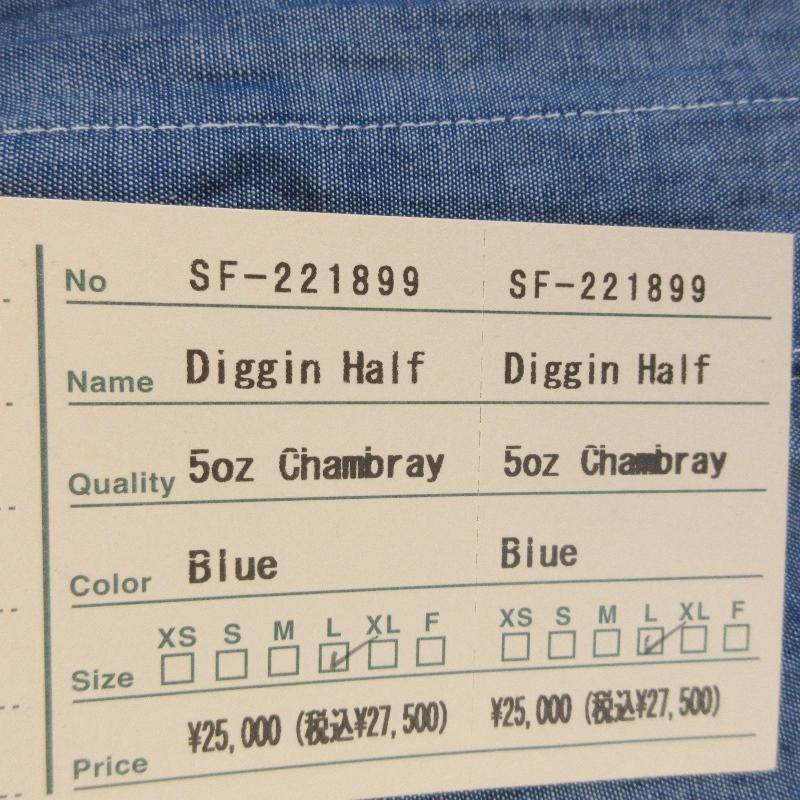 No SF-221899 SF-221899
Name Diggin Half Diggin Half
Quality 5oz Chambray 5oz Chambray
Color Blue Blue
XS S M L XL F XS S M L XL F
Size
Price ¥25,000 (税込¥27,500) ¥25,000 (税込¥27,500)